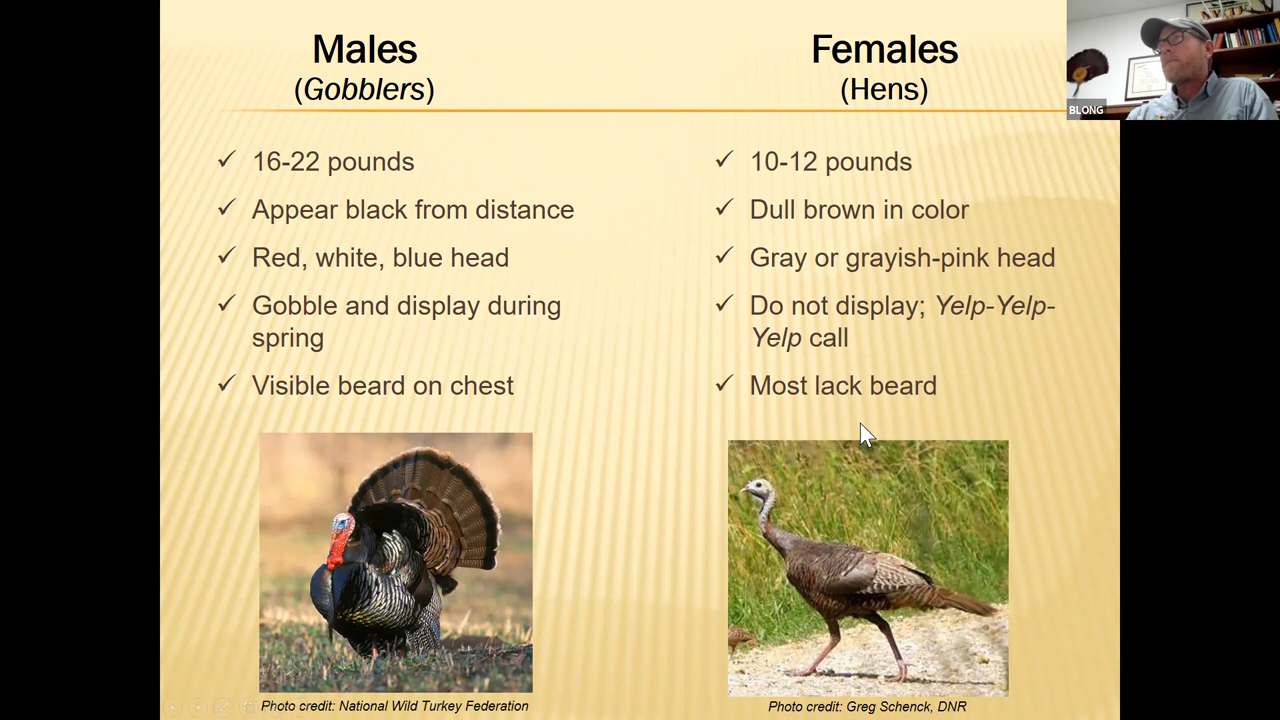 Males
(Gobblers)
16-22 pounds
Appear black from distance
Red, white, blue head
Gobble and display during
spring
Visible beard on chest
Photo credit: National Wild Turkey Federation
Females
(Hens)
10-12 pounds
Dull brown in color
Gray or grayish-pink head
Do not display; Yelp-Yelp-
Yelp call
Most lack beard
Photo credit: Greg Schenck, DNR
BLONG